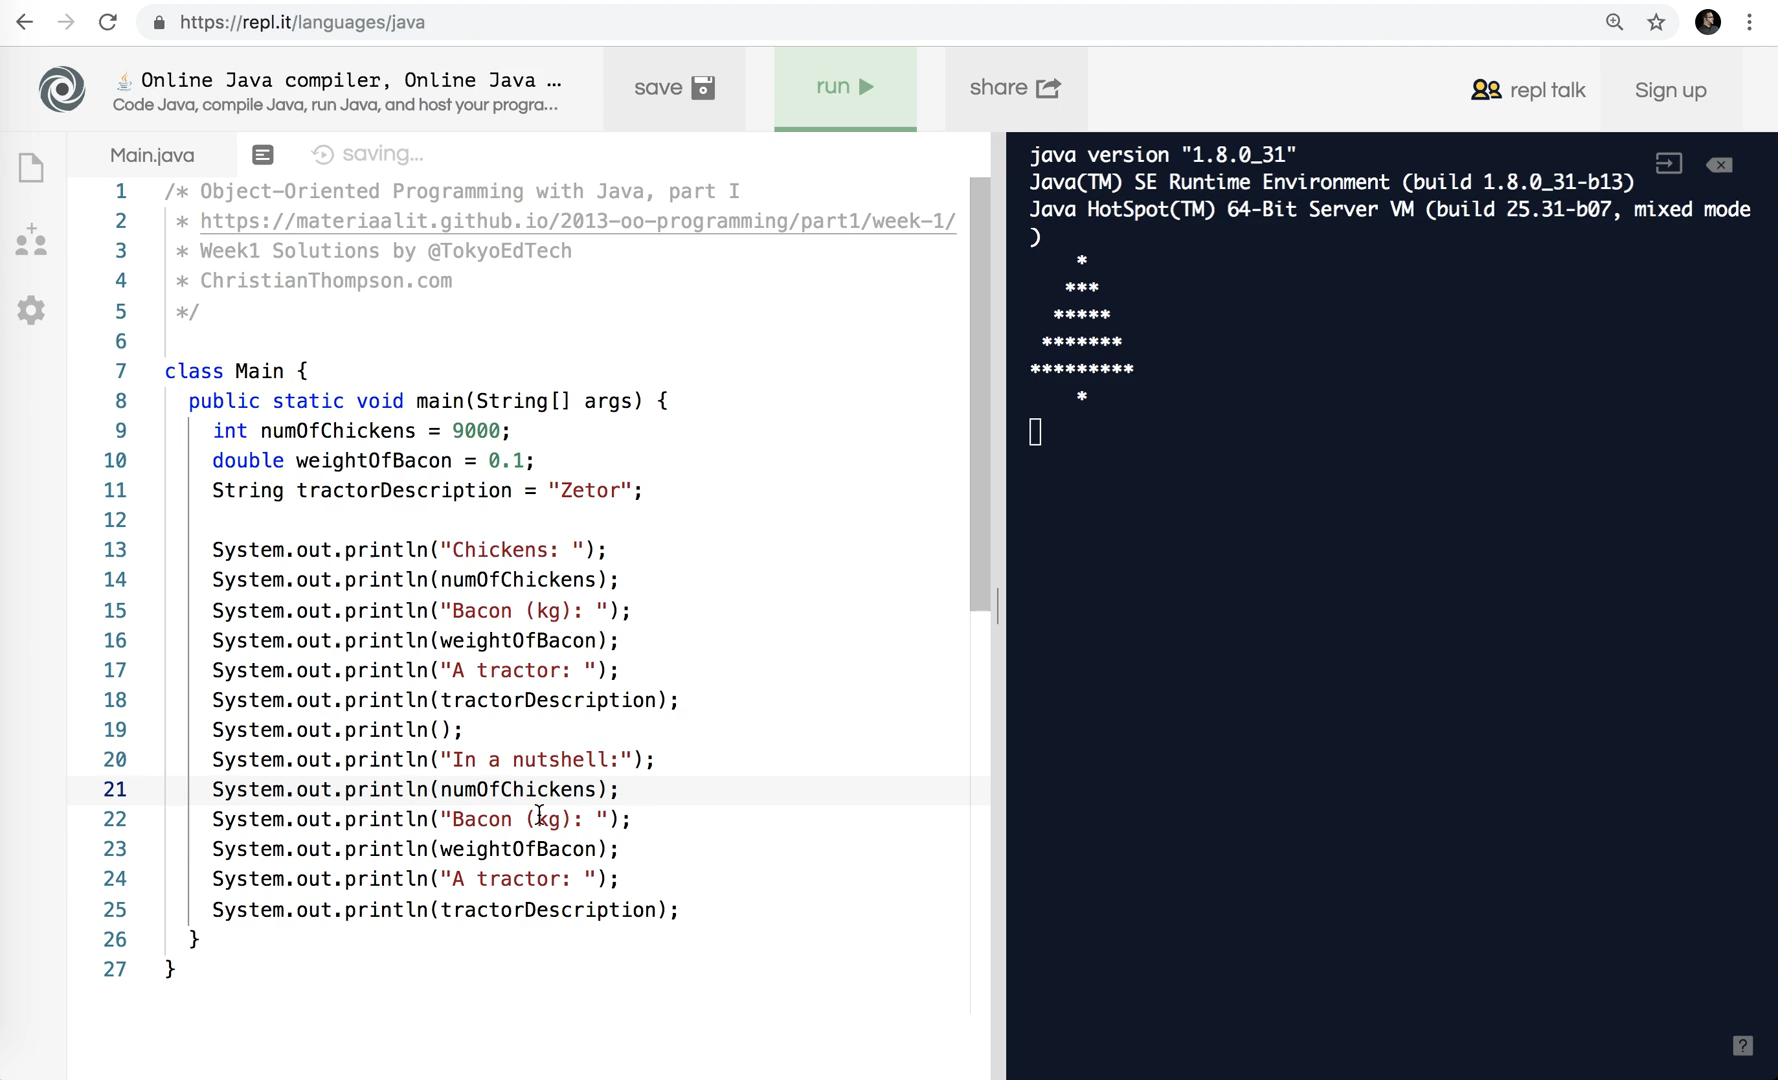 https://repl.it/languages/java
Online Java compiler, Online Java ...
Code Java, compile Java, run Java, and host your progra...
save
run
share
repl talk
Sign up
Main.java
saving...
1 /* Object-Oriented Programming with Java, part I
2 * https://materiaalit.github.io/2013-oo-programming/part1/week-1/
3 * Week1 Solutions by @TokyoEdTech
4 * ChristianThompson.com
5 */
6
7 class Main {
8 public static void main(String[] args) {
9 int numOfChickens = 9000;
10 double weightOfBacon = 0.1;
11 String tractorDescription = "Zetor";
12
13 System.out.println("Chickens: ");
14 System.out.println(numOfChickens);
15 System.out.println("Bacon (kg): ");
16 System.out.println(weightOfBacon);
17 System.out.println("A tractor: ");
18 System.out.println(tractorDescription);
19 System.out.println();
20 System.out.println("In a nutshell:");
21 System.out.println(numOfChickens);
22 System.out.println("Bacon (kg): ");
23 System.out.println(weightOfBacon);
24 System.out.println("A tractor: ");
25 System.out.println(tractorDescription);
26 }
27 }
java version "1.8.0_31"
Java(TM) SE Runtime Environment (build 1.8.0_31-b13)
Java HotSpot(TM) 64-Bit Server VM (build 25.31-b07, mixed mode
)
*
***
*****
*******
*********
*
?